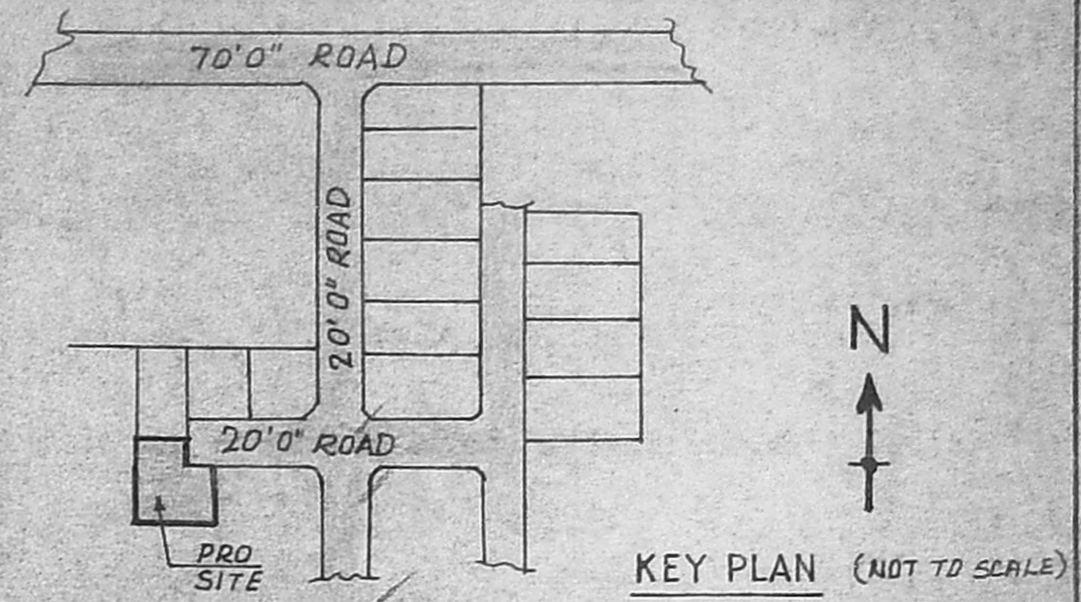 70'0" ROAD
20'0" ROAD
N
20'0" ROAD
PRO
SITE
KEY PLAN (NOT TO SCALE)